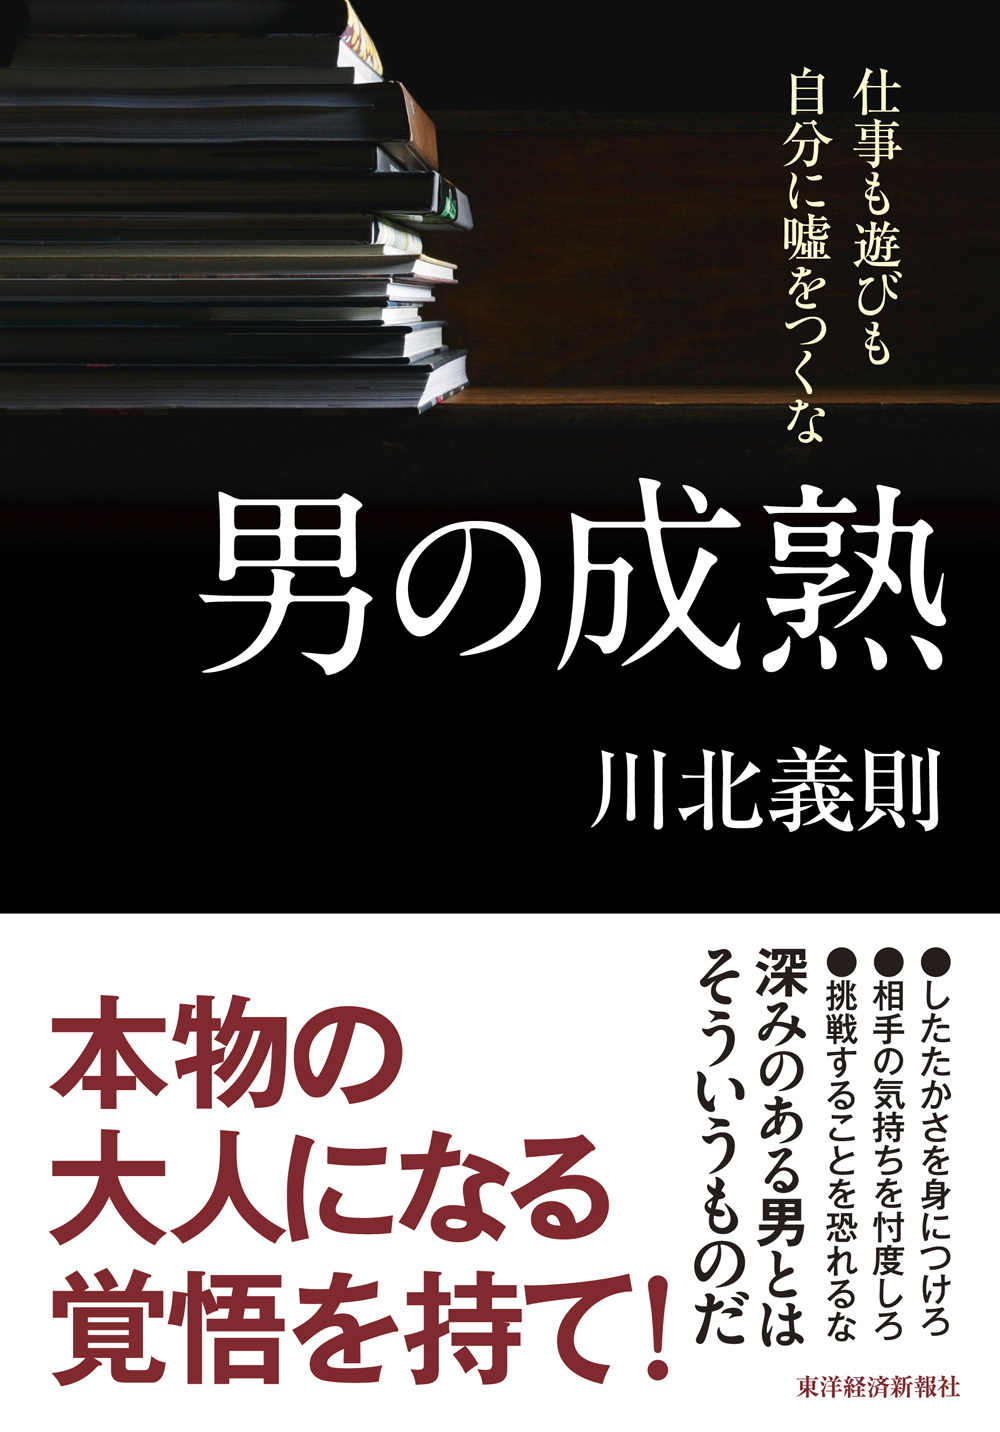 仕事も遊びも
自分に嘘をつくな
男の成熟
川北義則
●したたかさを身につけろ
●相手の気持ちを忖度しろ
●挑戦することを恐れるな
深みのある男とは
そういうものだ
本物の
大人になる
覚悟を持て!
東洋経済新報社